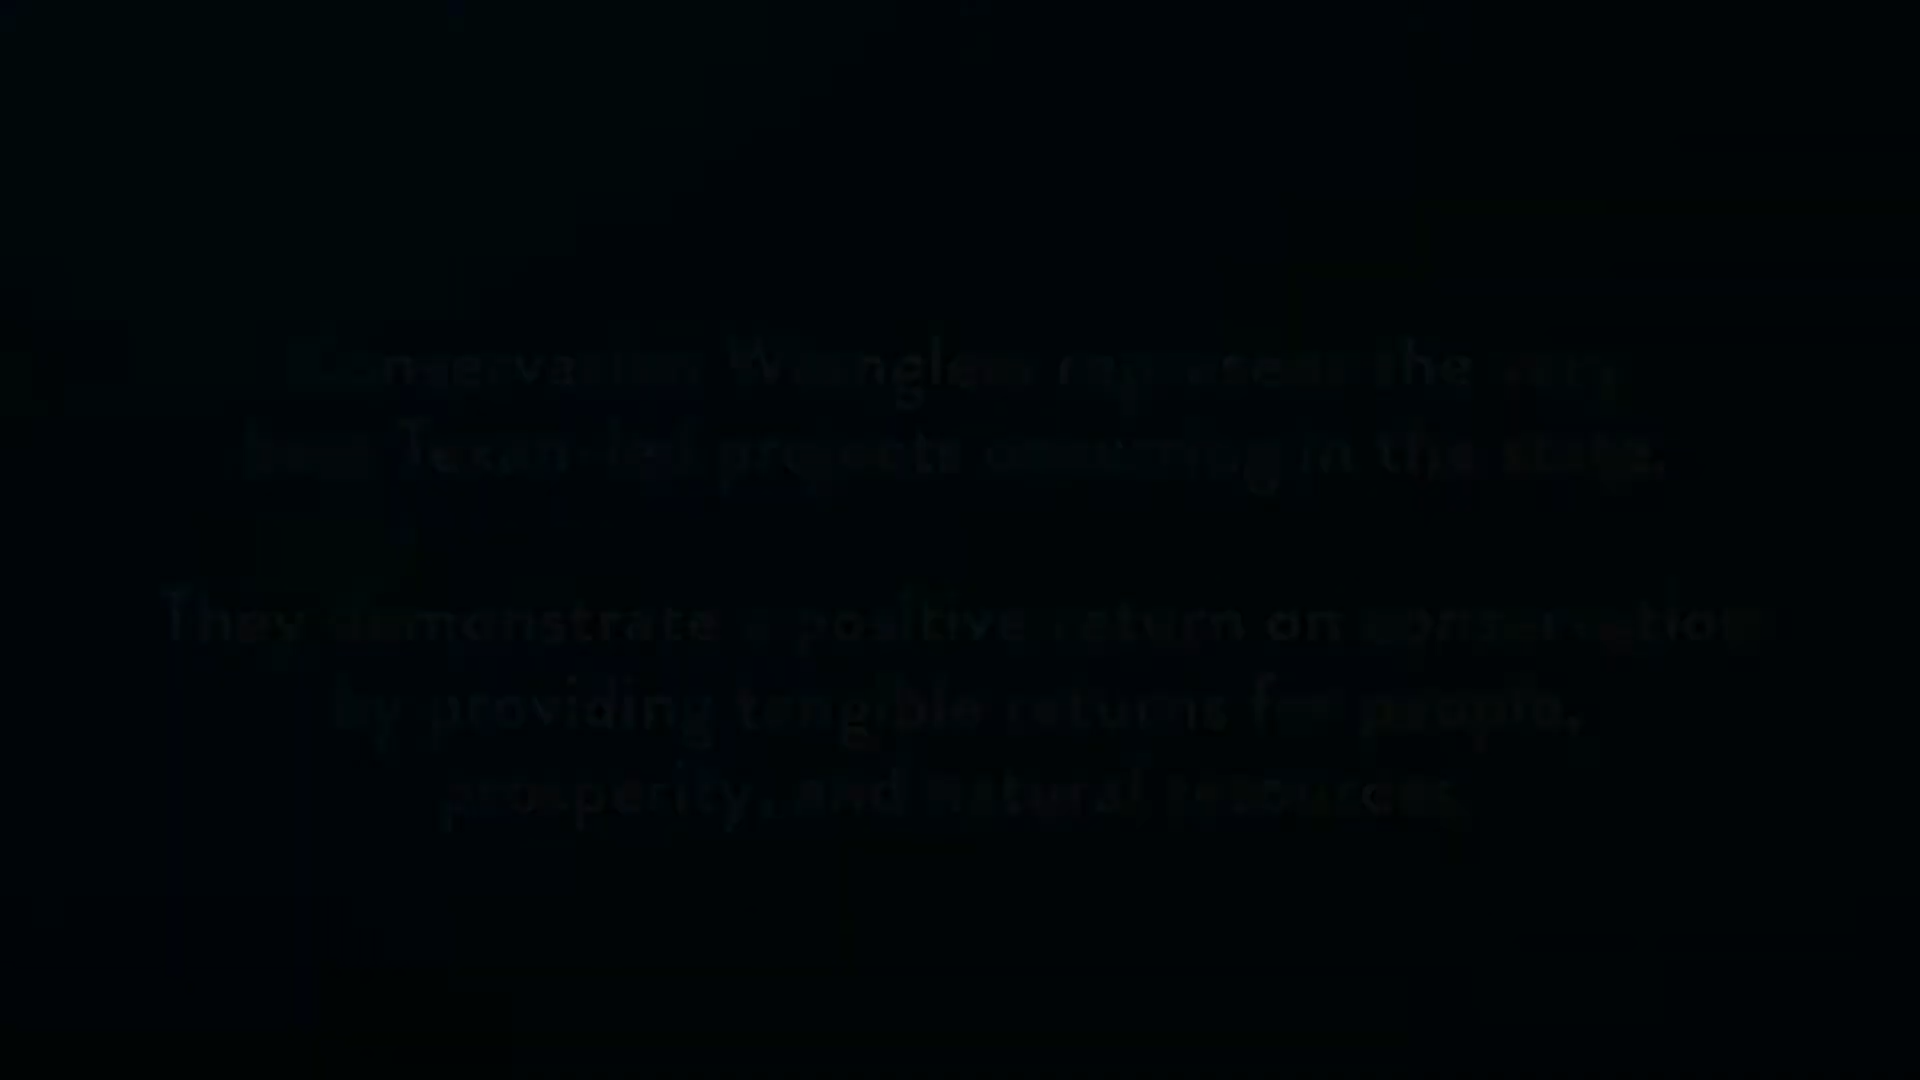 Conservation Wranglers represent the very
best Texan-led projects occurring in the state.
They demonstrate a positive return on conservation
by providing tangible returns for people,
prosperity, and natural resources.